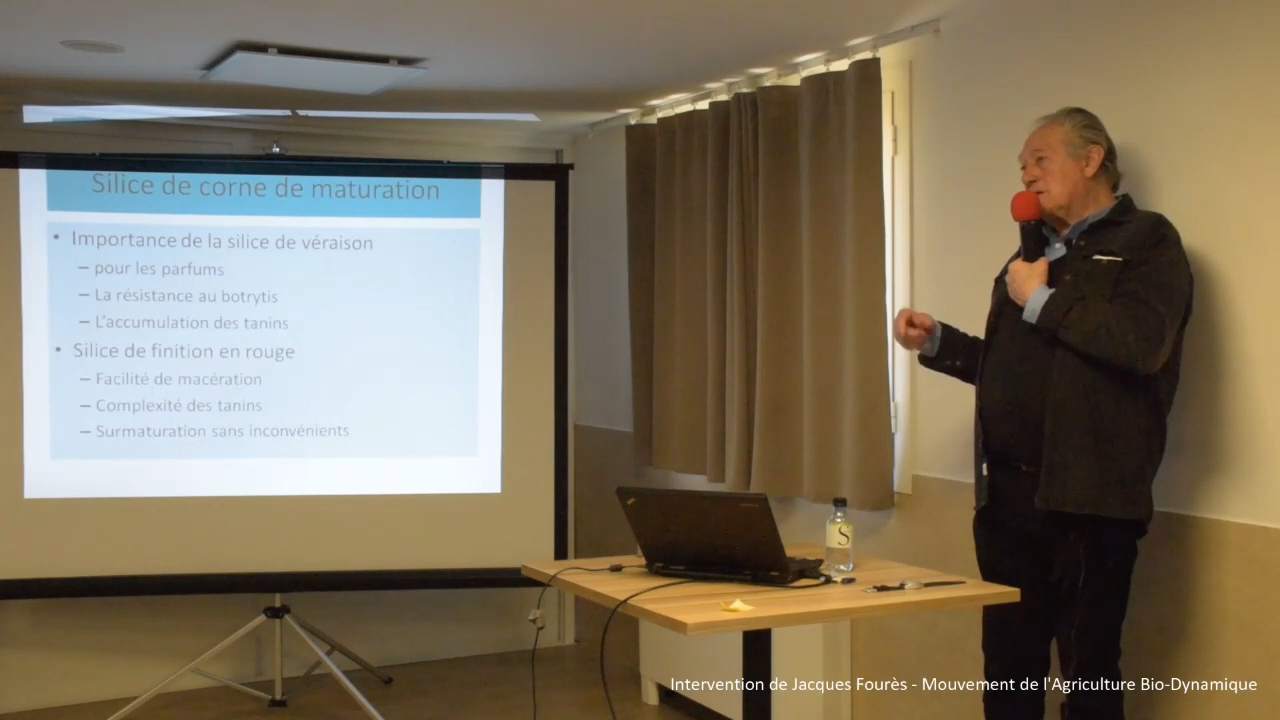 Silice de corne de maturation
• Importance de la silice de véraison
– pour les parfums
– La résistance au botrytis
– L'accumulation des tanins
• Silice de finition en rouge
– Facilité de macération
– Complexité des tanins
– Surmaturation sans inconvénients
S
Intervention de Jacques Fourès - Mouvement de l'Agriculture Bio-Dynamique